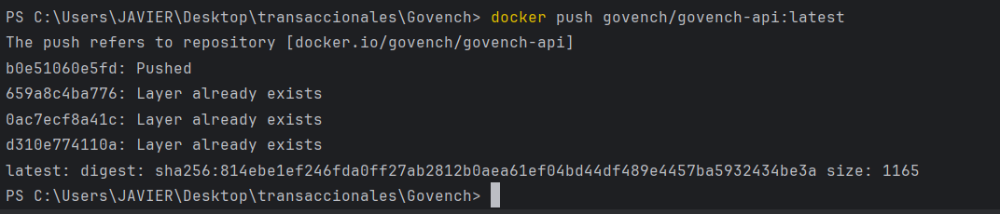 PS C:\Users\JAVIER\Desktop\transaccionales\Govench> docker push govench/govench-api:latest
The push refers to repository [docker.io/govench/govench-api]
b0e51060e5fd: Pushed
659a8c4ba776: Layer already exists
0ac7ecf8a41c: Layer already exists
d310e774110a: Layer already exists
latest: digest: sha256:814ebe1ef246fda0ff27ab2812b0aea61ef04bd44df489e4457ba5932434be3a size: 1165
PS C:\Users\JAVIER\Desktop\transaccionales\Govench>